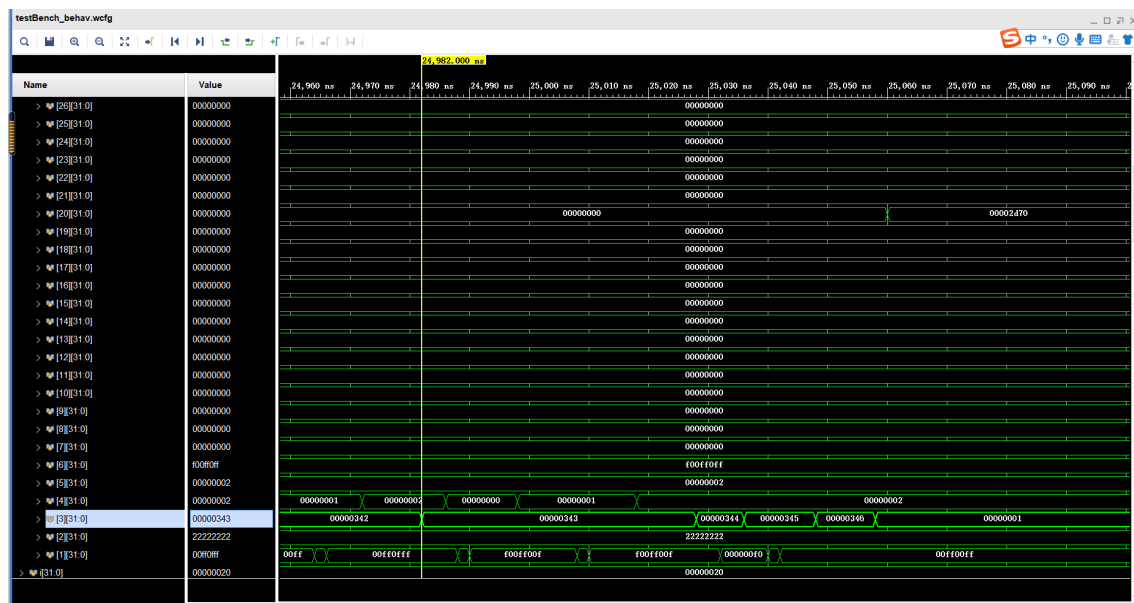 testBench_behav.wcfg
中
24,982.000 ns
Name Value 24,960 ns 24,970 ns 24,980 ns 24,990 ns 25,000 ns 25,010 ns 25,020 ns 25,030 ns 25,040 ns 25,050 ns 25,060 ns 25,070 ns 25,080 ns 25,090 ns
[26][31:0] 00000000 00000000
[25][31:0] 00000000 00000000
[24][31:0] 00000000 00000000
[23][31:0] 00000000 00000000
[22][31:0] 00000000 00000000
[21][31:0] 00000000 00000000
[20][31:0] 00000000 00000000 00002d70
[19][31:0] 00000000 00000000
[18][31:0] 00000000 00000000
[17][31:0] 00000000 00000000
[16][31:0] 00000000 00000000
[15][31:0] 00000000 00000000
[14][31:0] 00000000 00000000
[13][31:0] 00000000 00000000
[12][31:0] 00000000 00000000
[11][31:0] 00000000 00000000
[10][31:0] 00000000 00000000
[9][31:0] 00000000 00000000
[8][31:0] 00000000 00000000
[7][31:0] 00000000 00000000
[6][31:0] f00ff0ff f00ff0ff
[5][31:0] 00000002 00000002
[4][31:0] 00000002 00000001 00000002 00000000 00000001 00000002
[3][31:0] 00000343 00000342 00000343 00000344 00000345 00000346 00000001
[2][31:0] 22222222 22222222
[1][31:0] 00ff0fff 00ff 00ff0fff f00ff00f f00ff00f 000000f0 00ff00ff
i[31:0] 00000020 00000020